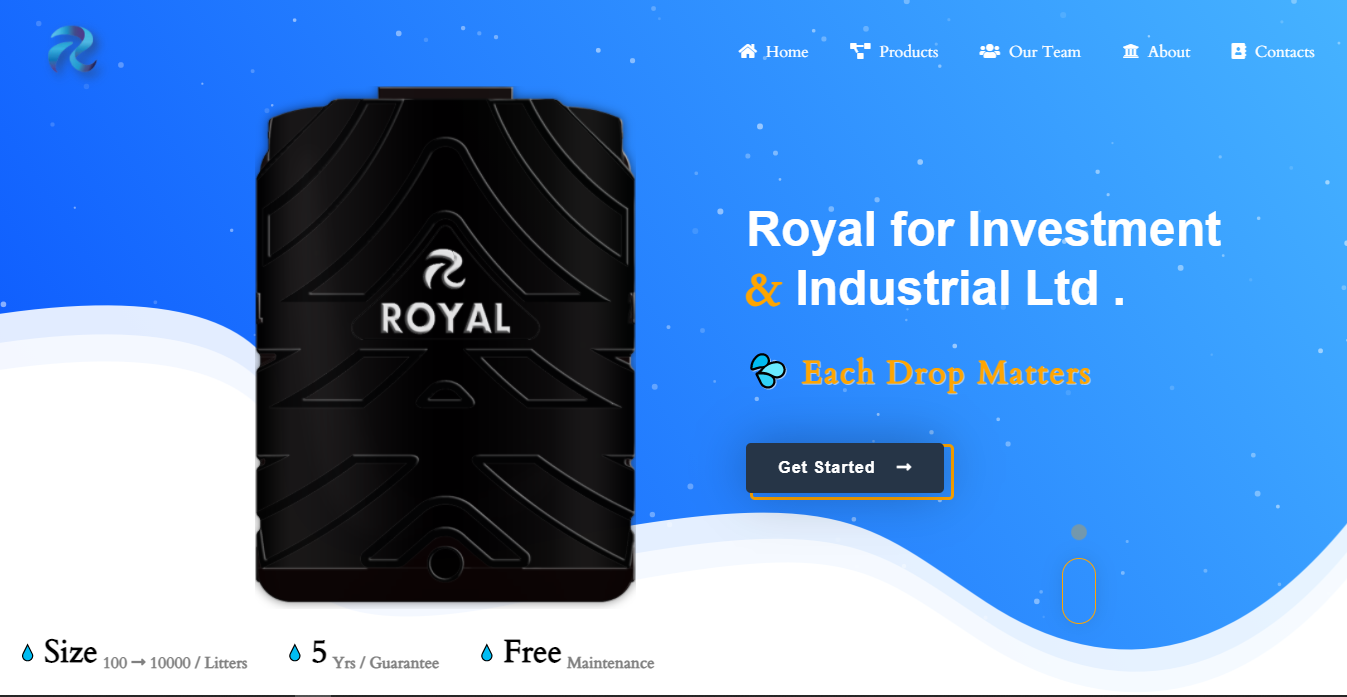 Home Products Our Team About Contacts
ROYAL
Royal for Investment
& Industrial Ltd .
Each Drop Matters
Get Started →
Size 100 → 10000 / Litters 5 Yrs / Guarantee Free Maintenance